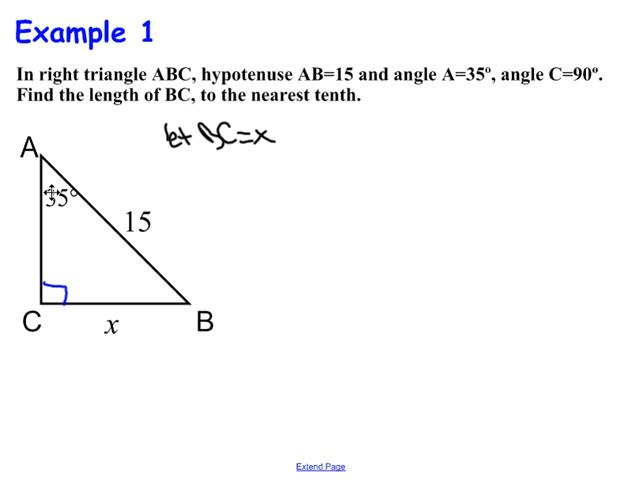 Example 1
In right triangle ABC, hypotenuse AB=15 and angle A=35º, angle C=90º.
Find the length of BC, to the nearest tenth.
let BC=x
A
35°
15
C
x
B
Extend Page